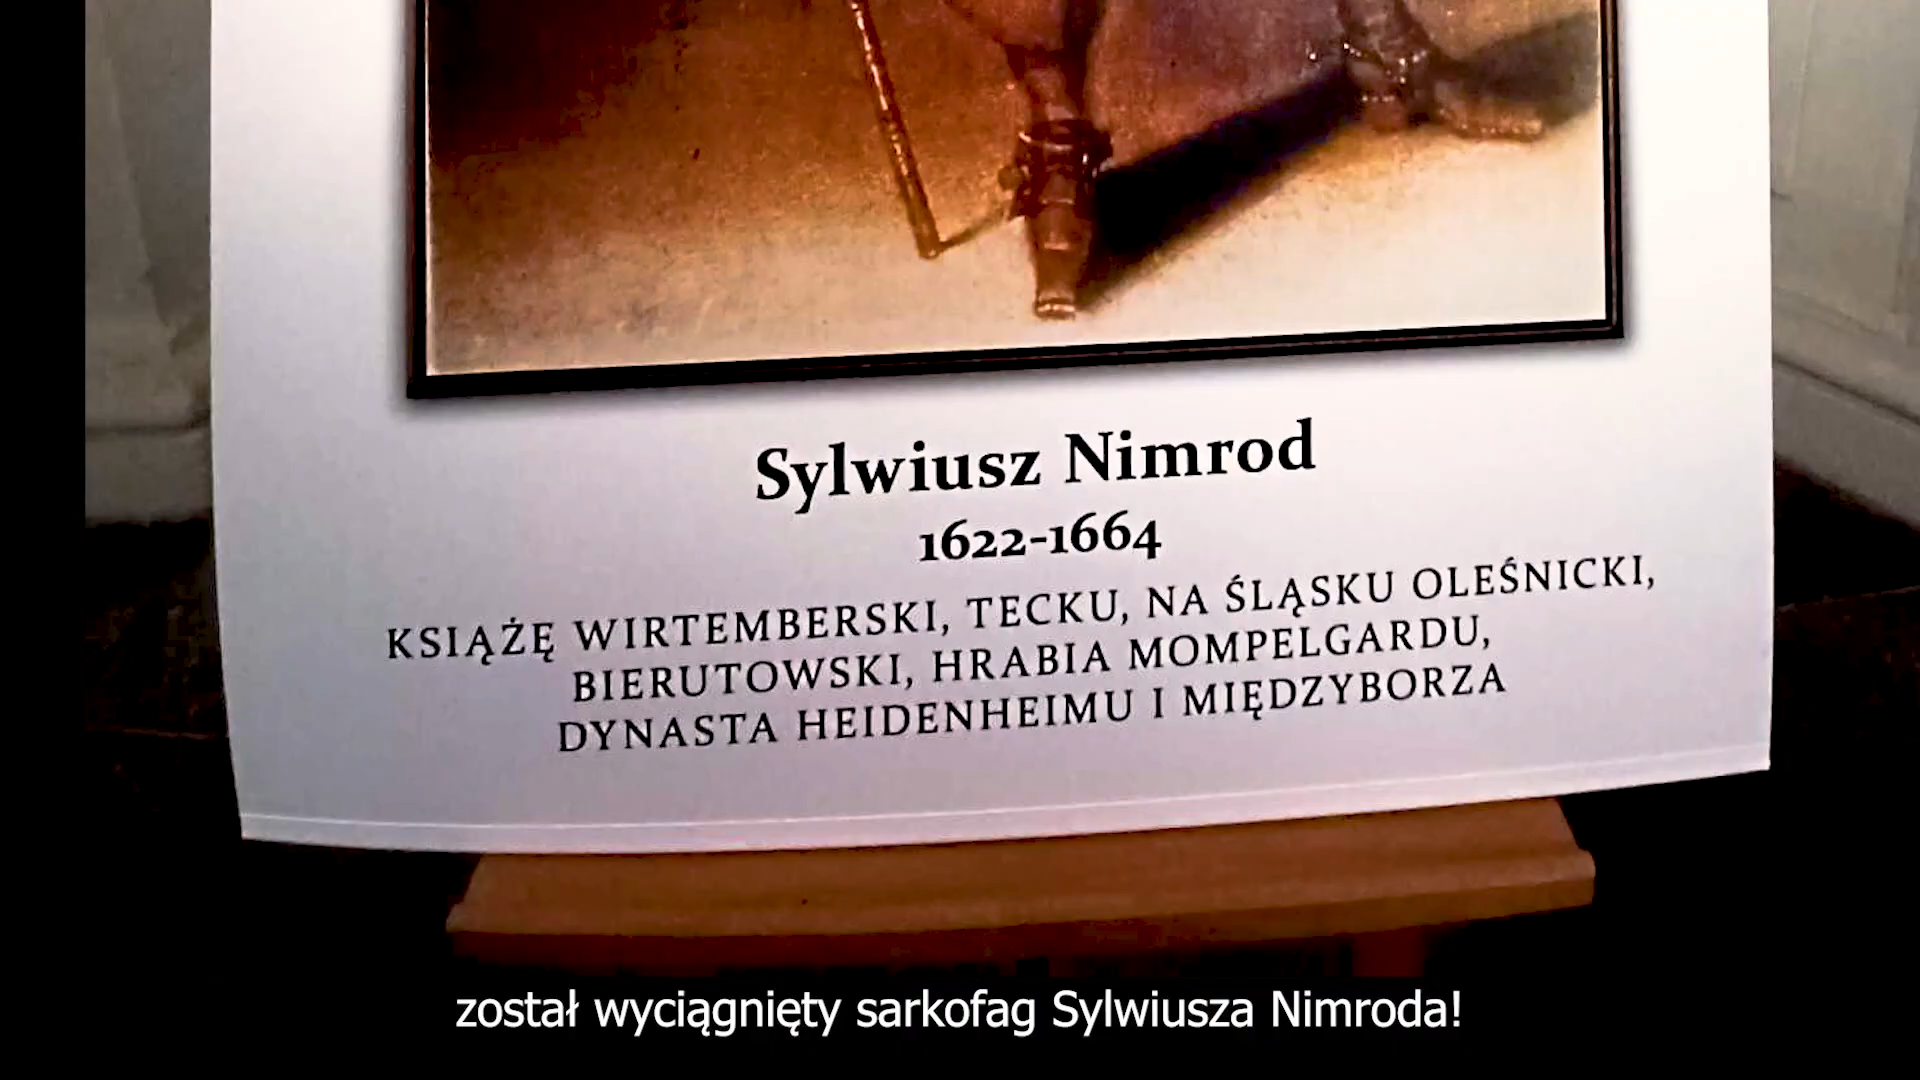 Sylwiusz Nimrod
1622-1664
KSIĄŻĘ WIRTEMBERSKI, TECKU, NA ŚLĄSKU OLEŚNICKI,
BIERUTOWSKI, HRABIA MOMPELGARDU,
DYNASTA HEIDENHEIMU I MIĘDZYBORZA
został wyciągnięty sarkofag Sylwiusza Nimroda!